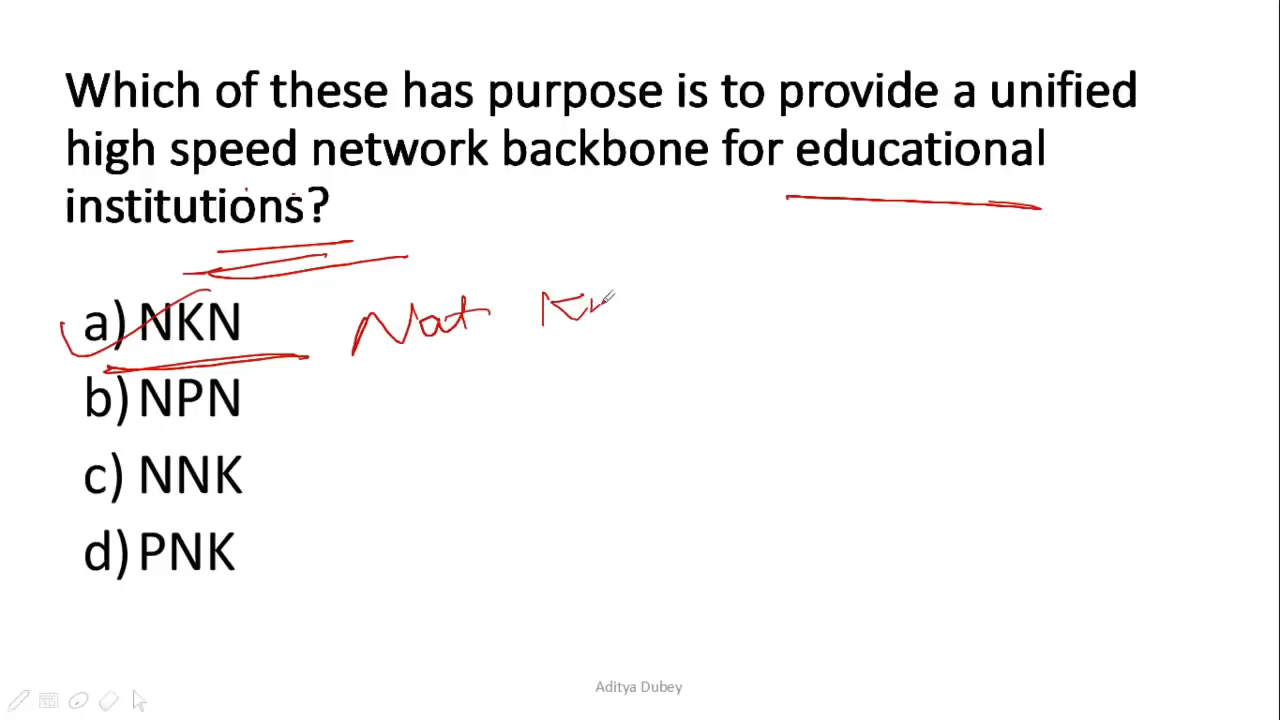 Which of these has purpose is to provide a unified
high speed network backbone for educational
institutions?
a) NKN Nat
b) NPN
c) NNK
d) PNK
Aditya Dubey